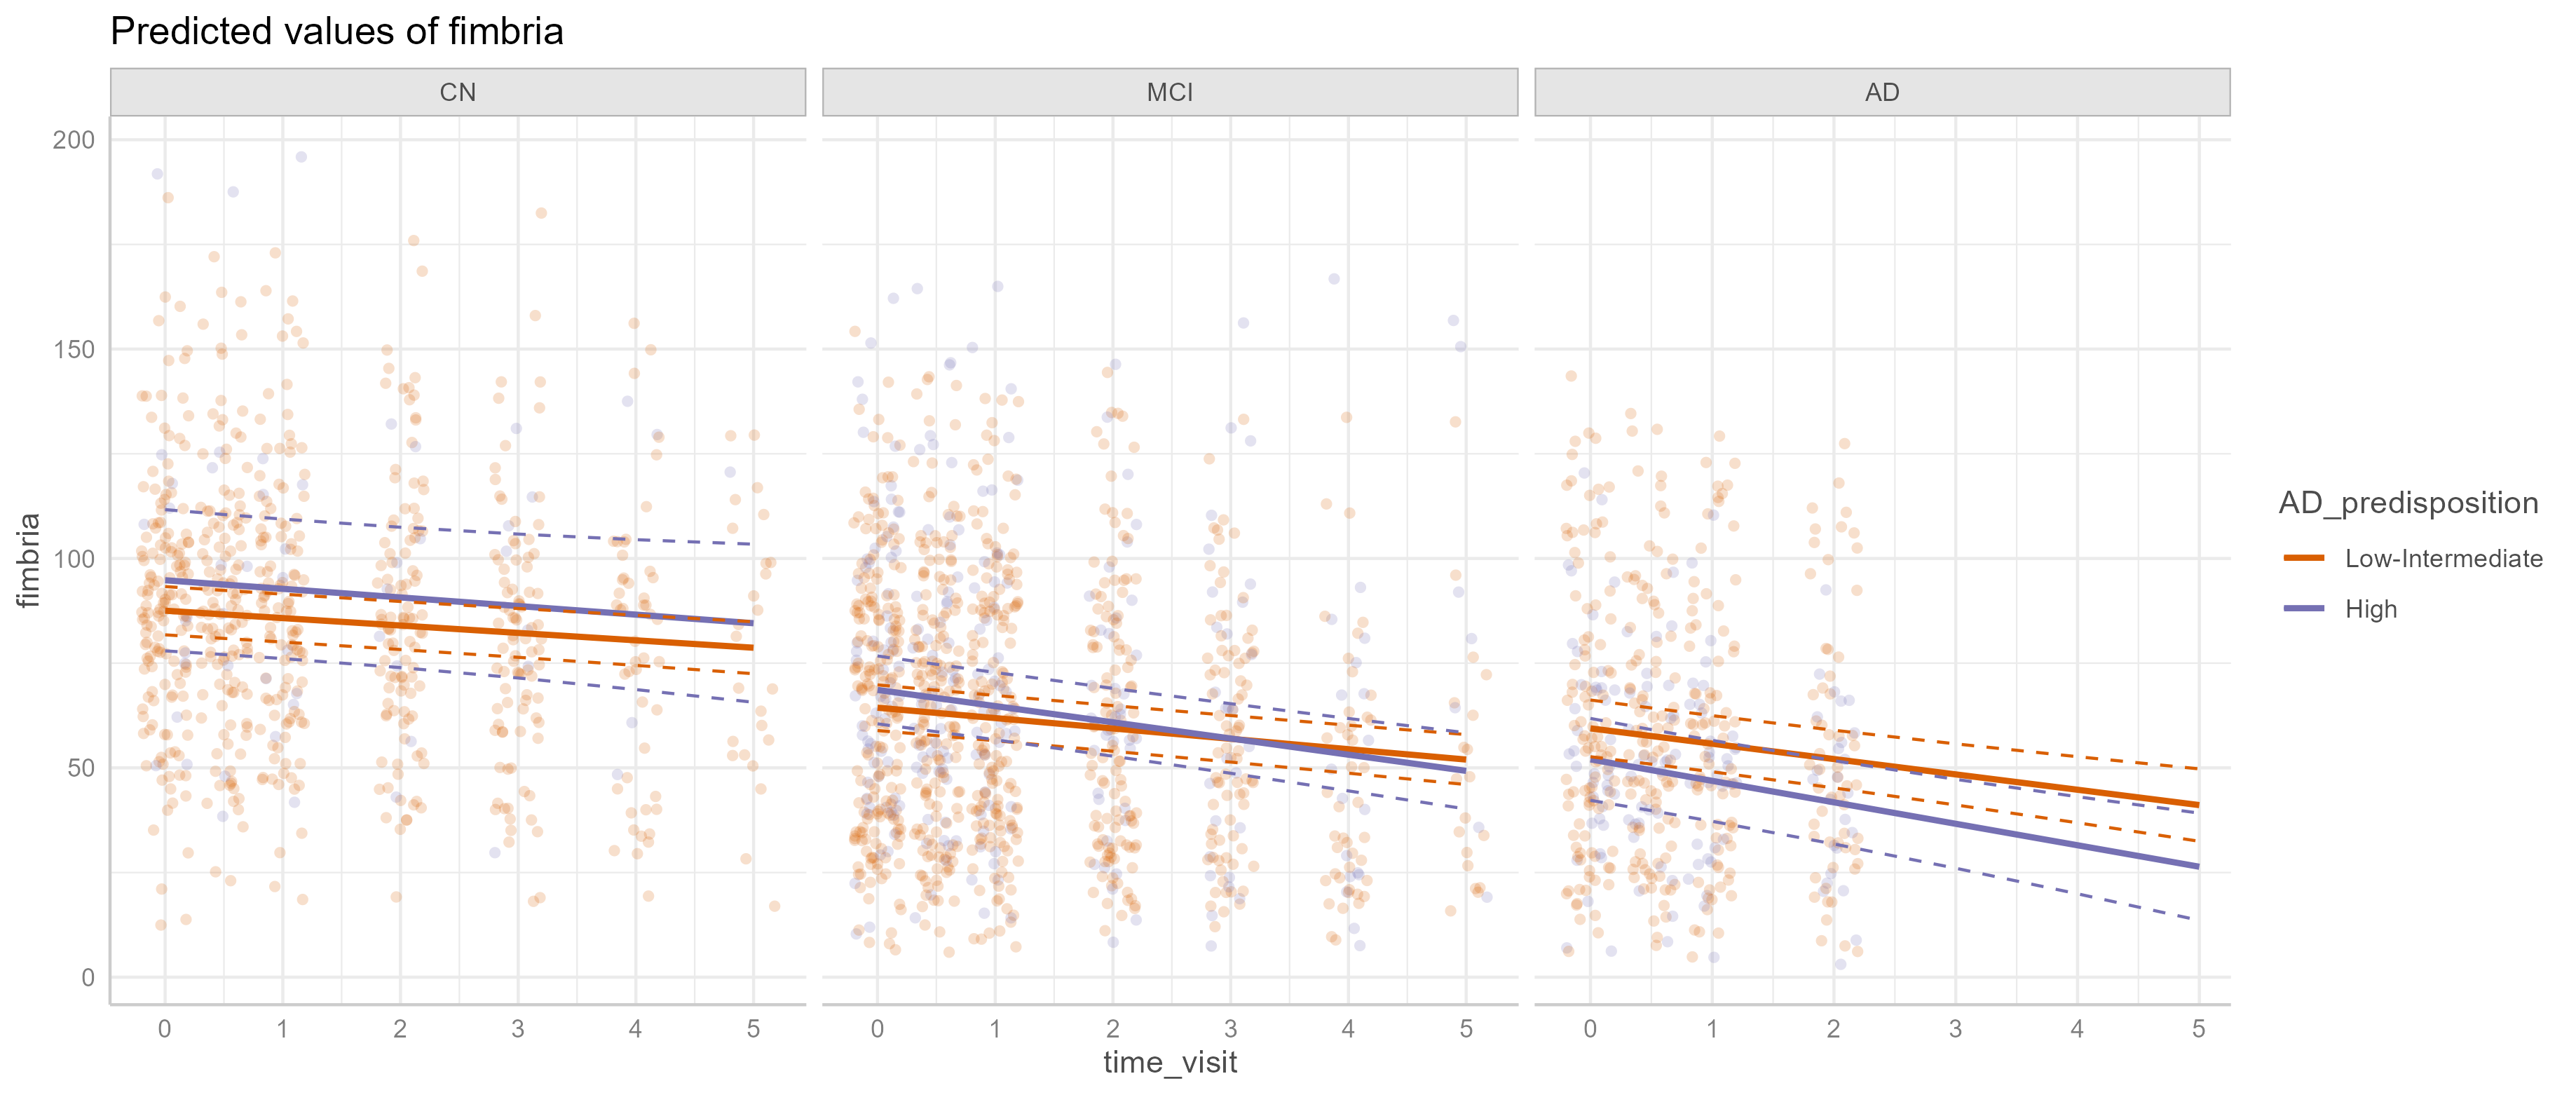 Predicted values of fimbria
CN
MCI
AD
200
150
100
50
0
fimbria
0 1 2 3 4 5
0 1 2 3 4 5
0 1 2 3 4 5
time_visit
AD_predisposition
Low-Intermediate
High